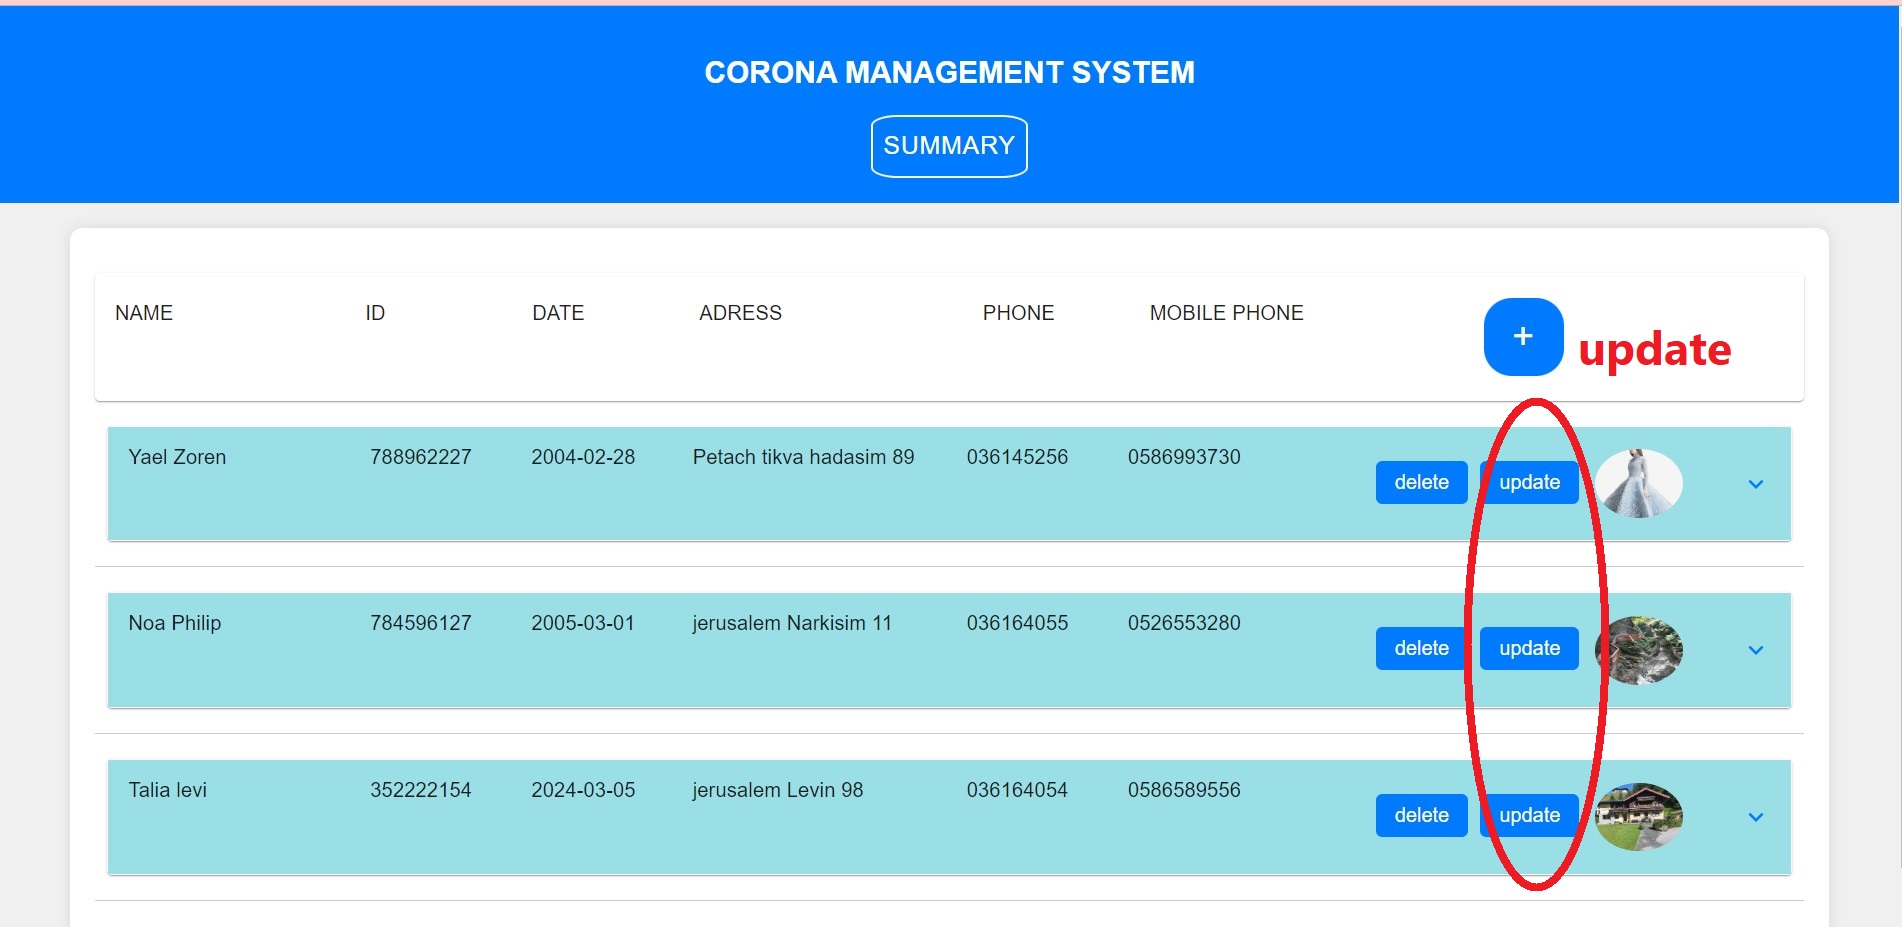 CORONA MANAGEMENT SYSTEM
SUMMARY
NAME ID DATE ADRESS PHONE MOBILE PHONE +
update
Yael Zoren 788962227 2004-02-28 Petach tikva hadasim 89 036145256 0586993730 delete update
Noa Philip 784596127 2005-03-01 jerusalem Narkisim 11 036164055 0526553280 delete update
Talia levi 352222154 2024-03-05 jerusalem Levin 98 036164054 0586589556 delete update